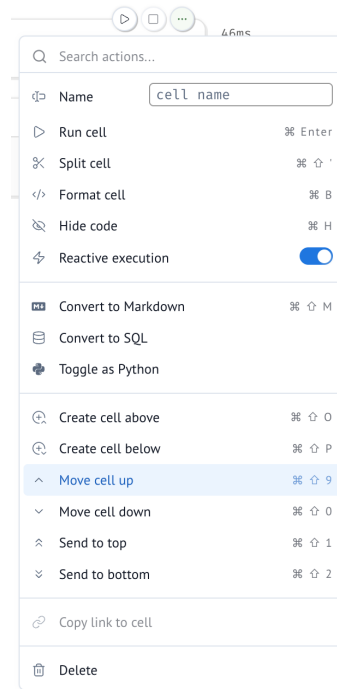 46ms
Search actions...
Name cell name
Run cell ⌘ Enter
Split cell ⌘ ⇧ '
</> Format cell ⌘ B
Hide code ⌘ H
Reactive execution
M Convert to Markdown ⌘ ⇧ M
Convert to SQL
Toggle as Python
Create cell above ⌘ ⇧ O
Create cell below ⌘ ⇧ P
Move cell up ⌘ ⇧ 9
Move cell down ⌘ ⇧ 0
Send to top ⌘ ⇧ 1
Send to bottom ⌘ ⇧ 2
Copy link to cell
Delete